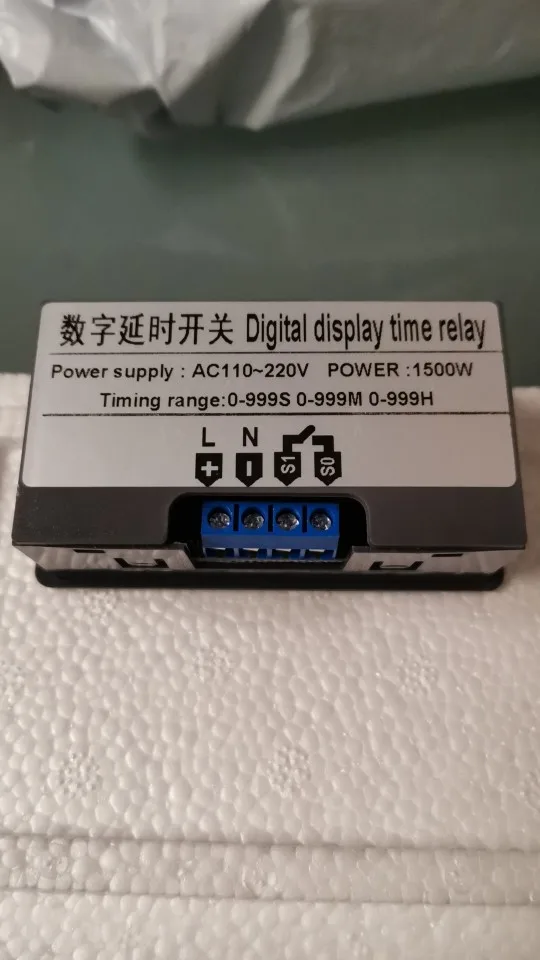 数字延时开关 Digital display time relay
Power supply : AC110~220V POWER :1500W
Timing range:0-999S 0-999M 0-999H
L N
+ − S1 S0